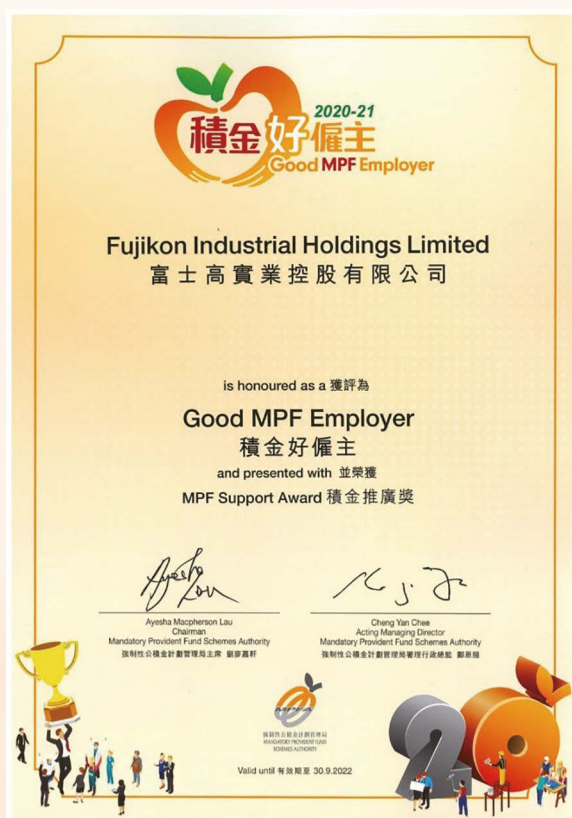 2020-21
積金好僱主
Good MPF Employer
Fujikon Industrial Holdings Limited
富士高實業控股有限公司
is honoured as a 獲評為
Good MPF Employer
積金好僱主
and presented with 並榮獲
MPF Support Award 積金推廣獎
Ayesha Lau
Ayesha Macpherson Lau
Chairman
Mandatory Provident Fund Schemes Authority
強制性公積金計劃管理局主席 劉麥嘉軒
Cheng Yan Chee
Acting Managing Director
Mandatory Provident Fund Schemes Authority
強制性公積金計劃管理局署理行政總監 鄭恩賜
MPFA
強制性公積金計劃管理局
MANDATORY PROVIDENT FUND
SCHEMES AUTHORITY
Valid until 有效期至 30.9.2022
20